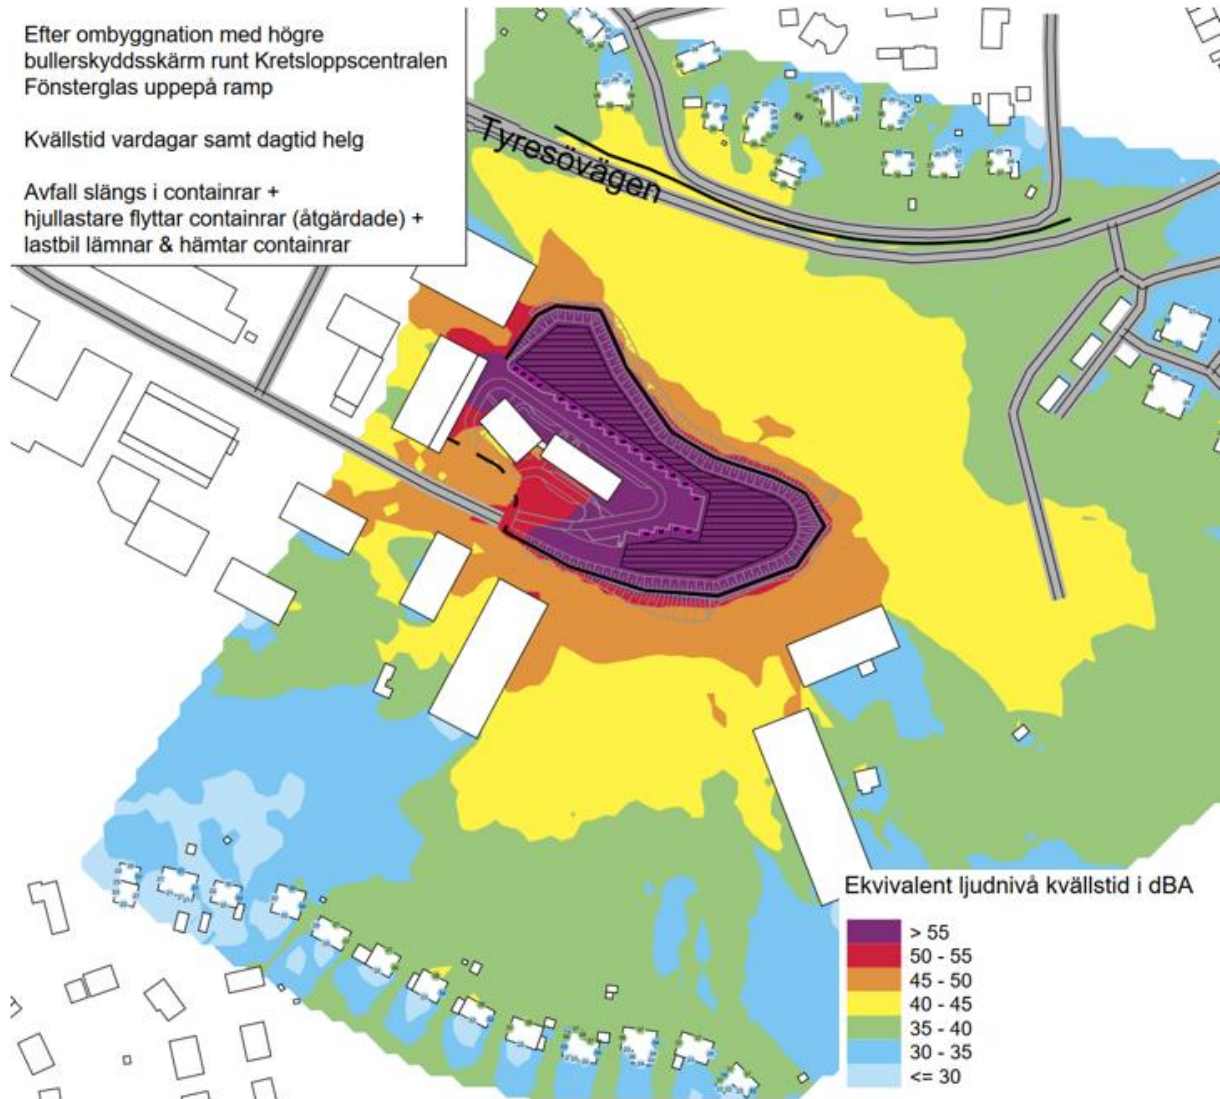 Efter ombyggnation med högre
bullerskyddsskärm runt Kretsloppscentralen
Fönsterglas uppepå ramp
Kvällstid vardagar samt dagtid helg
Avfall slängs i containrar +
hjullastare flyttar containrar (åtgärdade) +
lastbil lämnar & hämtar containrar
Tyresövägen
Ekvivalent ljudnivå kvällstid i dBA
> 55
50 - 55
45 - 50
40 - 45
35 - 40
30 - 35
<= 30